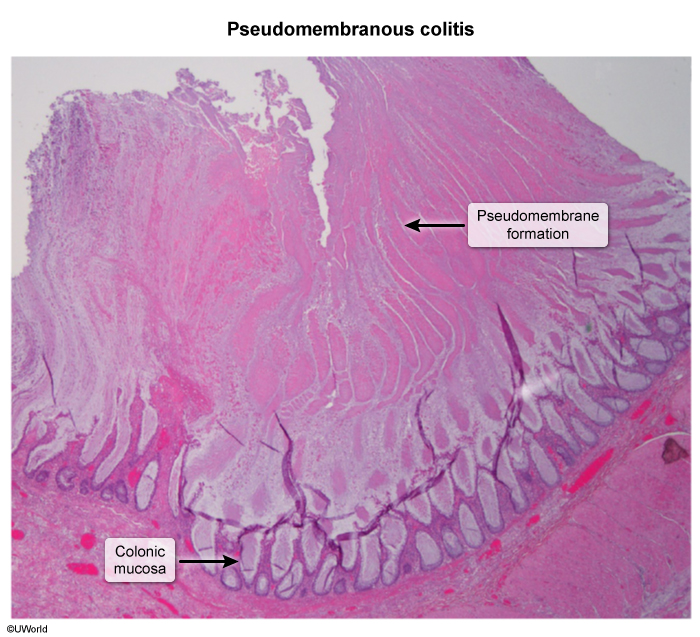 Pseudomembranous colitis
Pseudomembrane
formation
Colonic
mucosa
©UWorld